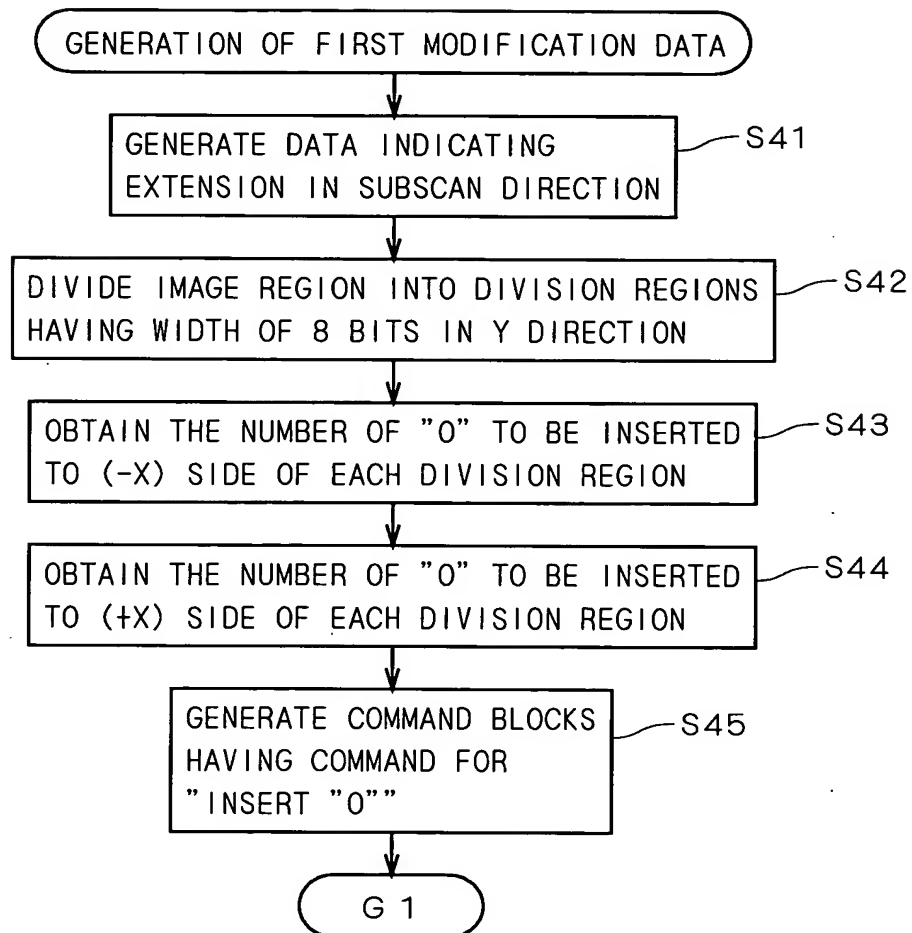 GENERATION OF FIRST MODIFICATION DATA
GENERATE DATA INDICATING
EXTENSION IN SUBSCAN DIRECTION
S41
DIVIDE IMAGE REGION INTO DIVISION REGIONS
HAVING WIDTH OF 8 BITS IN Y DIRECTION
S42
OBTAIN THE NUMBER OF "0" TO BE INSERTED
TO (-X) SIDE OF EACH DIVISION REGION
S43
OBTAIN THE NUMBER OF "0" TO BE INSERTED
TO (+X) SIDE OF EACH DIVISION REGION
S44
GENERATE COMMAND BLOCKS
HAVING COMMAND FOR
"INSERT "0""
S45
G 1